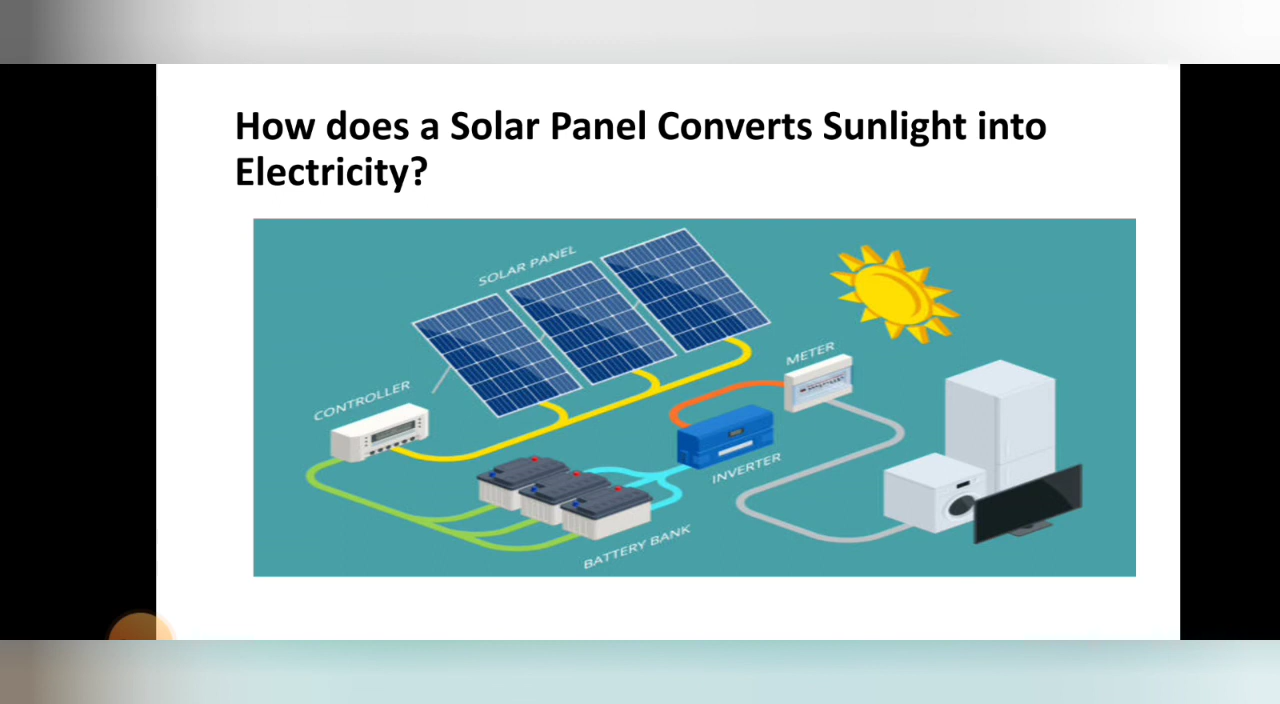 How does a Solar Panel Converts Sunlight into
Electricity?
SOLAR PANEL
METER
CONTROLLER
INVERTER
BATTERY BANK